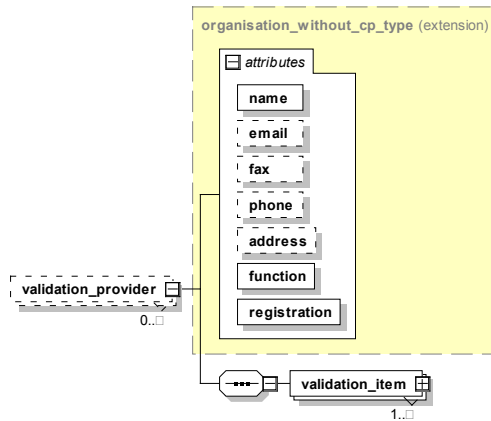 organisation_without_cp_type (extension)
attributes
name
email
fax
phone
address
function
registration
validation_provider
0..□
validation_item
1..□